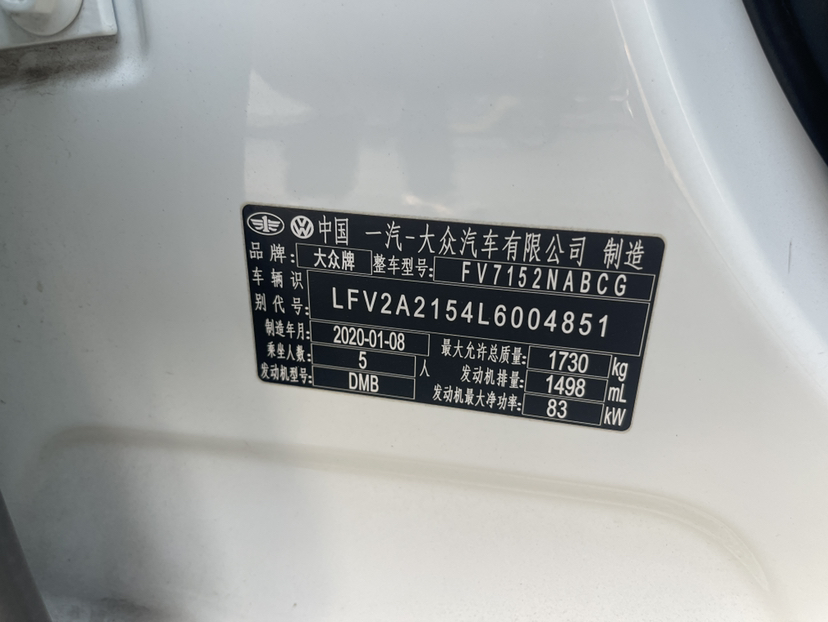 中国 一汽-大众汽车有限公司 制造
品牌: 大众牌 整车型号: FV7152NABCG
车辆识别代号: LFV2A2154L6004851
制造年月: 2020-01-08 最大允许总质量: 1730 kg
乘坐人数: 5 人 发动机排量: 1498 mL
发动机型号: DMB 发动机最大净功率: 83 kW